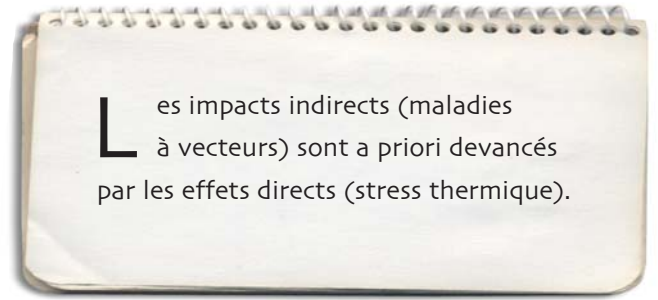 Les impacts indirects (maladies
à vecteurs) sont a priori devancés
par les effets directs (stress thermique).